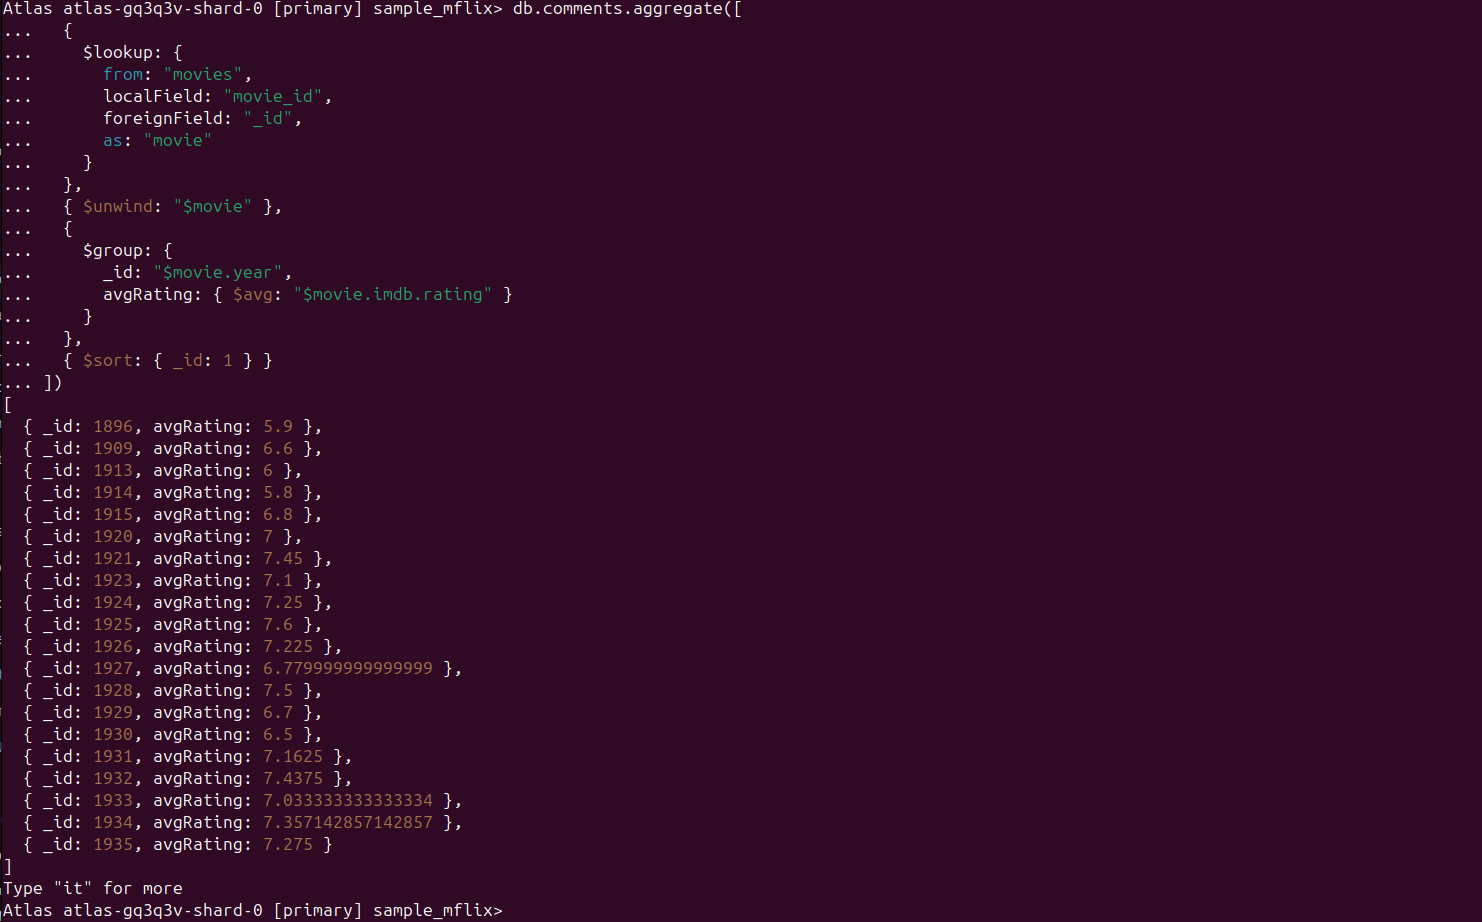 Atlas atlas-gq3q3v-shard-0 [primary] sample_mflix> db.comments.aggregate([
...   {
...     $lookup: {
...       from: "movies",
...       localField: "movie_id",
...       foreignField: "_id",
...       as: "movie"
...     }
...   },
...   { $unwind: "$movie" },
...   {
...     $group: {
...       _id: "$movie.year",
...       avgRating: { $avg: "$movie.imdb.rating" }
...     }
...   },
...   { $sort: { _id: 1 } }
... ])
[
  { _id: 1896, avgRating: 5.9 },
  { _id: 1909, avgRating: 6.6 },
  { _id: 1913, avgRating: 6 },
  { _id: 1914, avgRating: 5.8 },
  { _id: 1915, avgRating: 6.8 },
  { _id: 1920, avgRating: 7 },
  { _id: 1921, avgRating: 7.45 },
  { _id: 1923, avgRating: 7.1 },
  { _id: 1924, avgRating: 7.25 },
  { _id: 1925, avgRating: 7.6 },
  { _id: 1926, avgRating: 7.225 },
  { _id: 1927, avgRating: 6.779999999999999 },
  { _id: 1928, avgRating: 7.5 },
  { _id: 1929, avgRating: 6.7 },
  { _id: 1930, avgRating: 6.5 },
  { _id: 1931, avgRating: 7.1625 },
  { _id: 1932, avgRating: 7.4375 },
  { _id: 1933, avgRating: 7.033333333333334 },
  { _id: 1934, avgRating: 7.357142857142857 },
  { _id: 1935, avgRating: 7.275 }
]
Type "it" for more
Atlas atlas-gq3q3v-shard-0 [primary] sample_mflix>